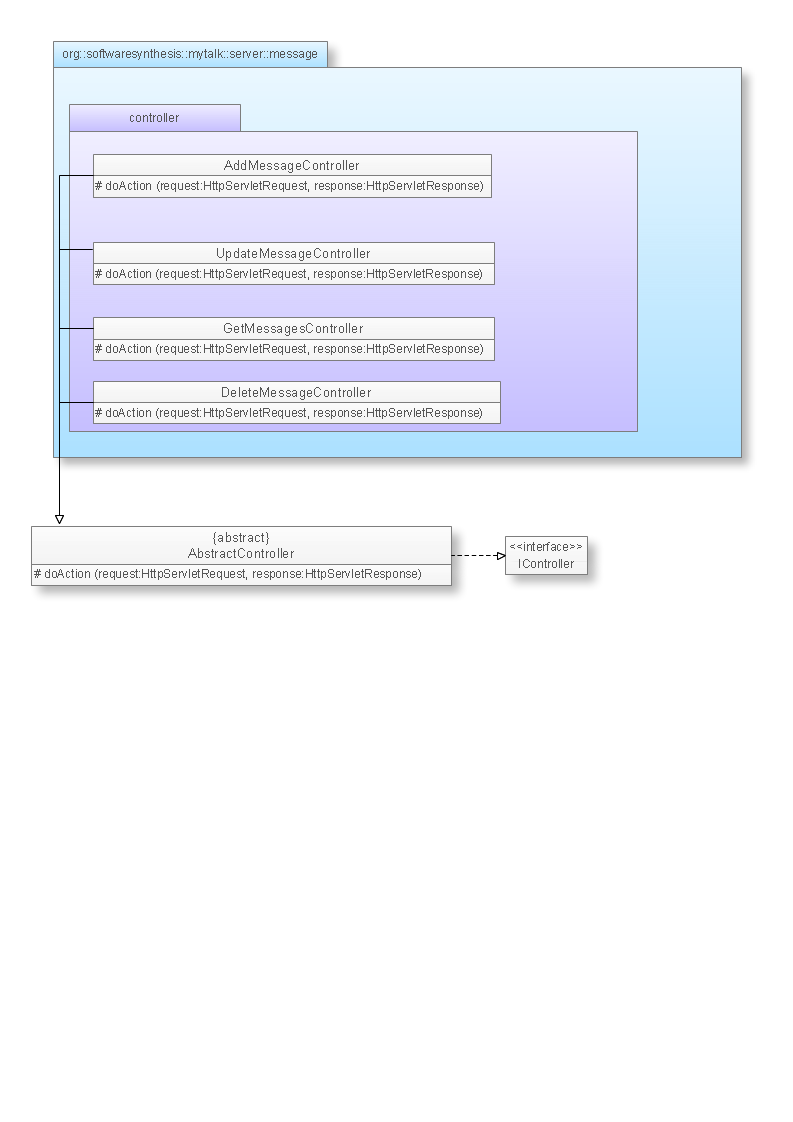 org::softwaresynthesis::mytalk::server::message
controller
AddMessageController
# doAction (request:HttpServletRequest, response:HttpServletResponse)
UpdateMessageController
# doAction (request:HttpServletRequest, response:HttpServletResponse)
GetMessagesController
# doAction (request:HttpServletRequest, response:HttpServletResponse)
DeleteMessageController
# doAction (request:HttpServletRequest, response:HttpServletResponse)
{abstract}
AbstractController
# doAction (request:HttpServletRequest, response:HttpServletResponse)
<<interface>>
IController